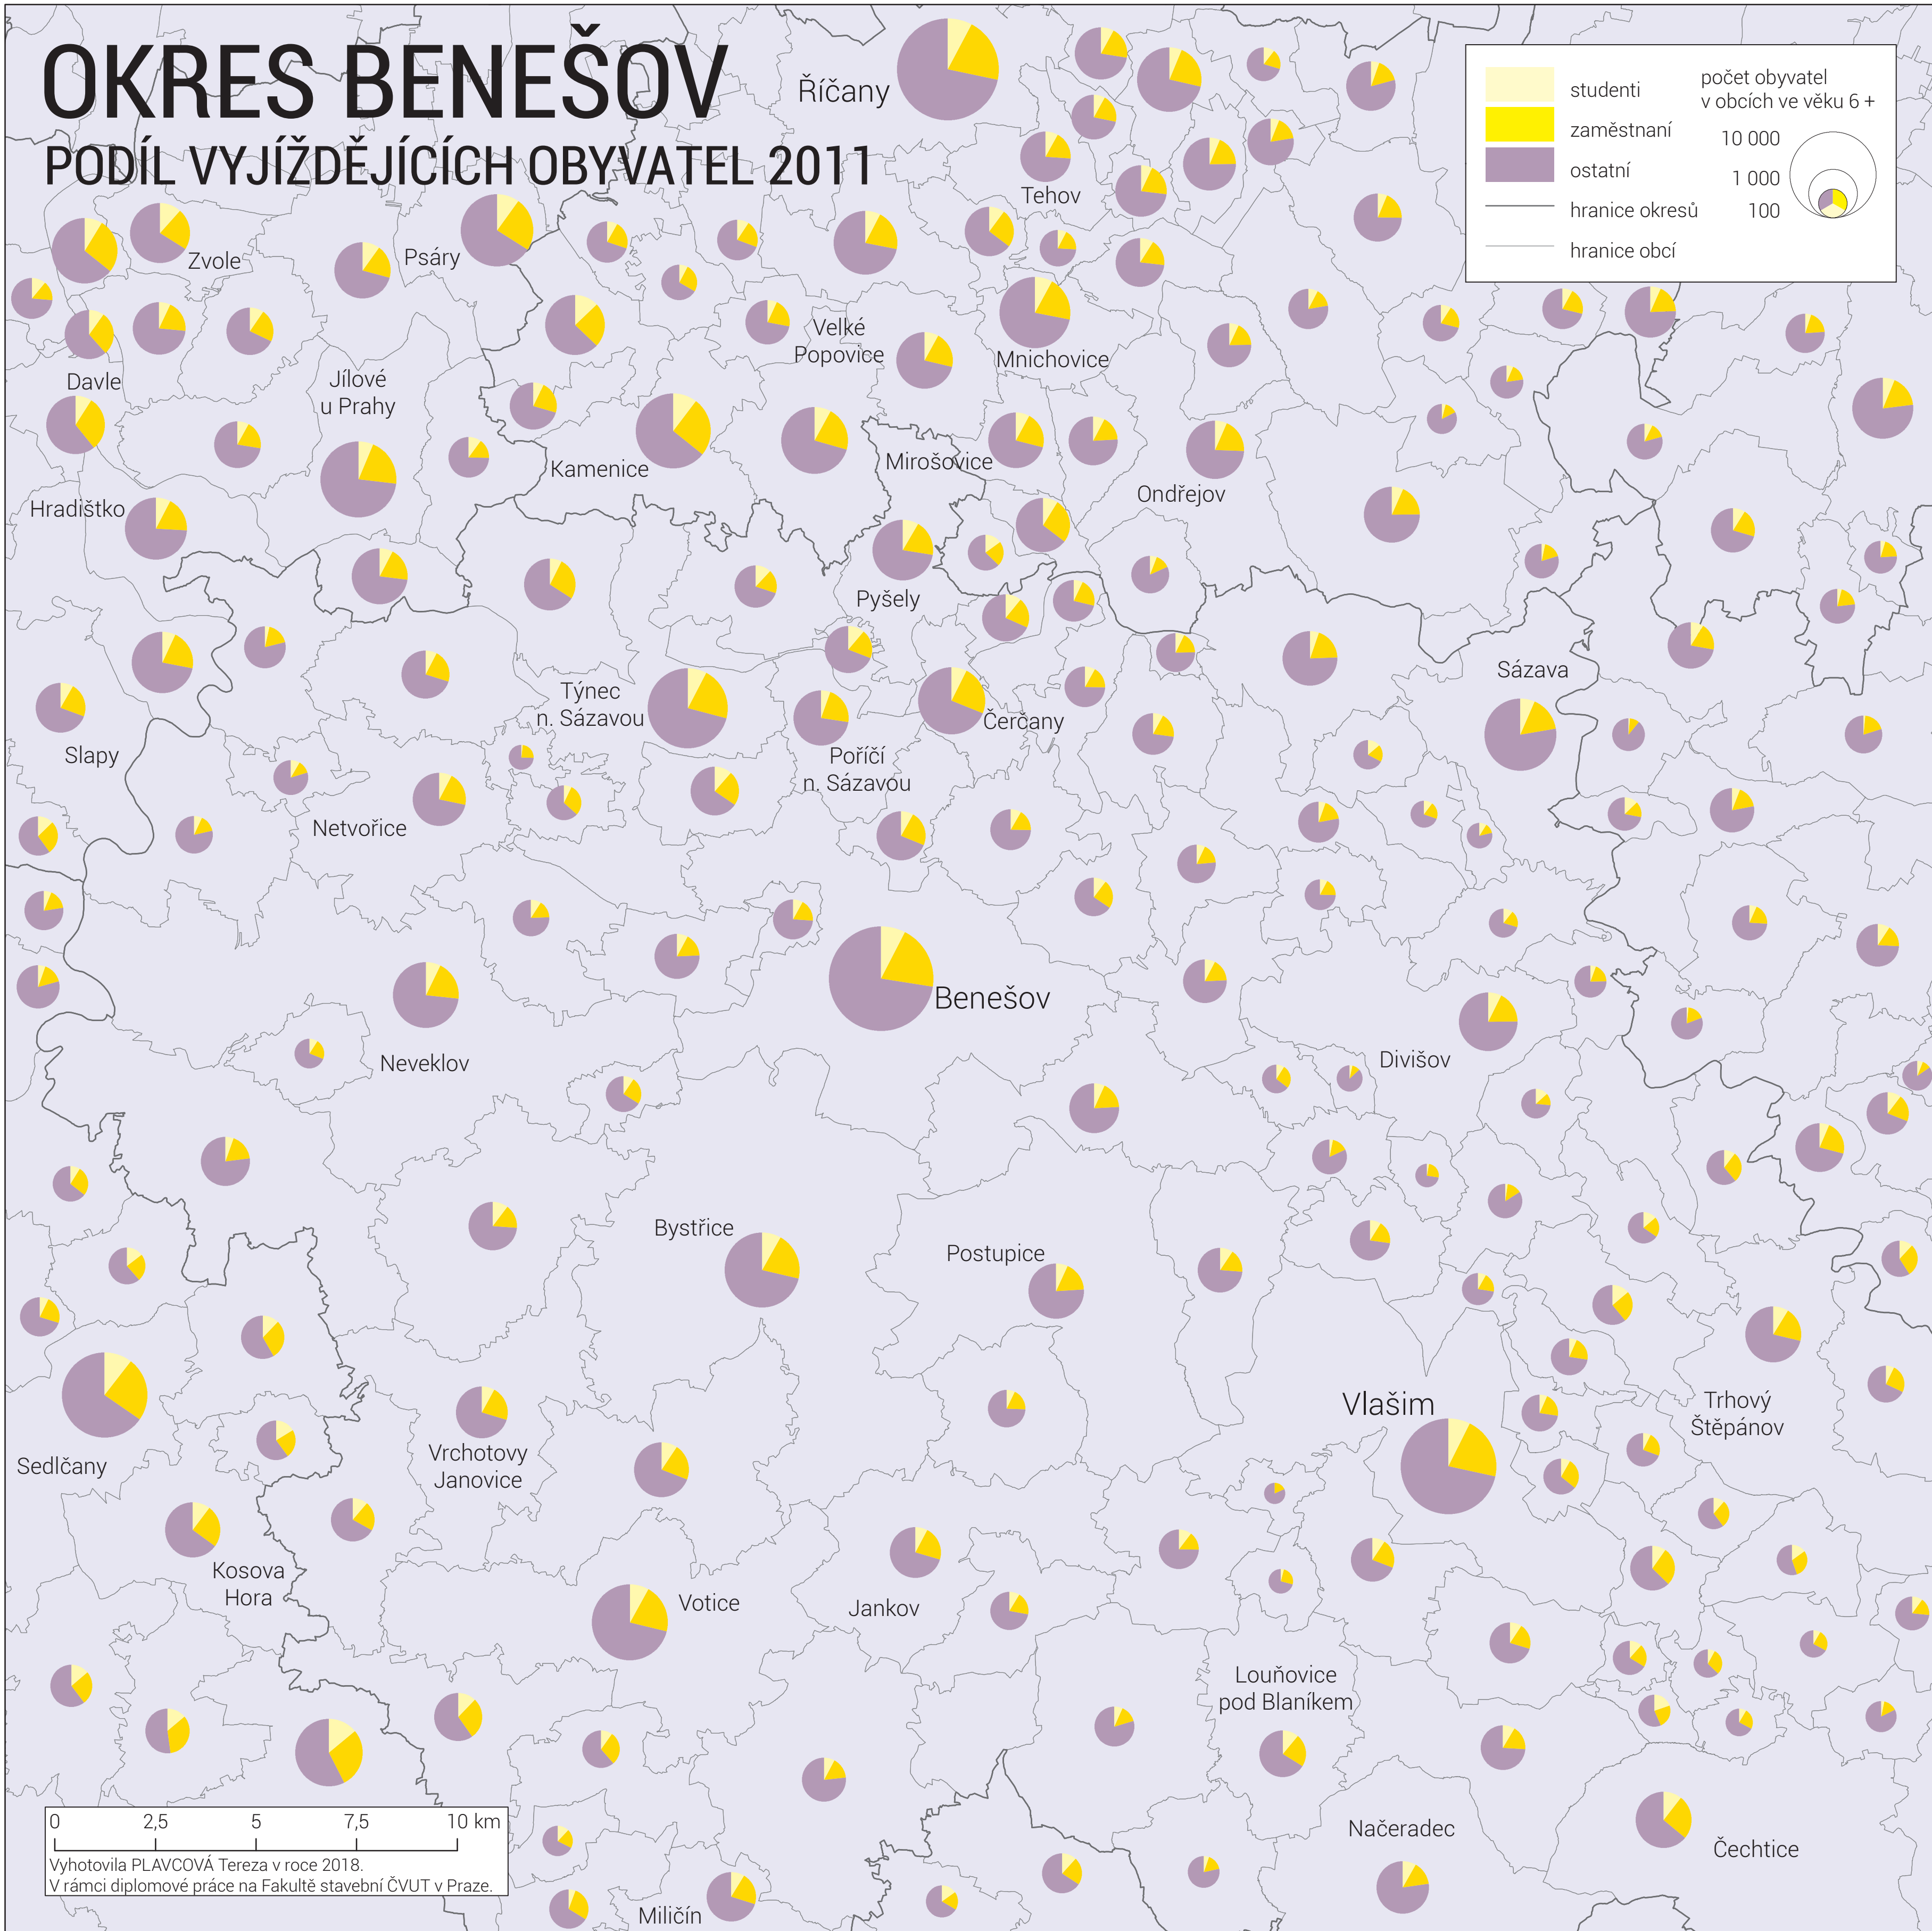 OKRES BENEŠOV
PODÍL VYJÍŽDĚJÍCÍCH OBYVATEL 2011
studenti
zaměstnaní
ostatní
hranice okresů
hranice obcí
počet obyvatel
v obcích ve věku 6 +
10 000
1 000
100
Říčany
Tehov
Zvole
Psáry
Velké
Popovice
Mnichovice
Davle
Jílové
u Prahy
Kamenice
Mirošovice
Ondřejov
Hradištko
Pyšely
Sázava
Týnec
n. Sázavou
Čerčany
Slapy
Poříčí
n. Sázavou
Netvořice
Benešov
Neveklov
Divišov
Bystřice
Postupice
Vlašim
Trhový
Štěpánov
Sedlčany
Vrchotovy
Janovice
Kosova
Hora
Votice
Jankov
Louňovice
pod Blaníkem
Načeradec
Čechtice
Miličín
0 2,5 5 7,5 10 km
Vyhotovila PLAVCOVÁ Tereza v roce 2018.
V rámci diplomové práce na Fakultě stavební ČVUT v Praze.